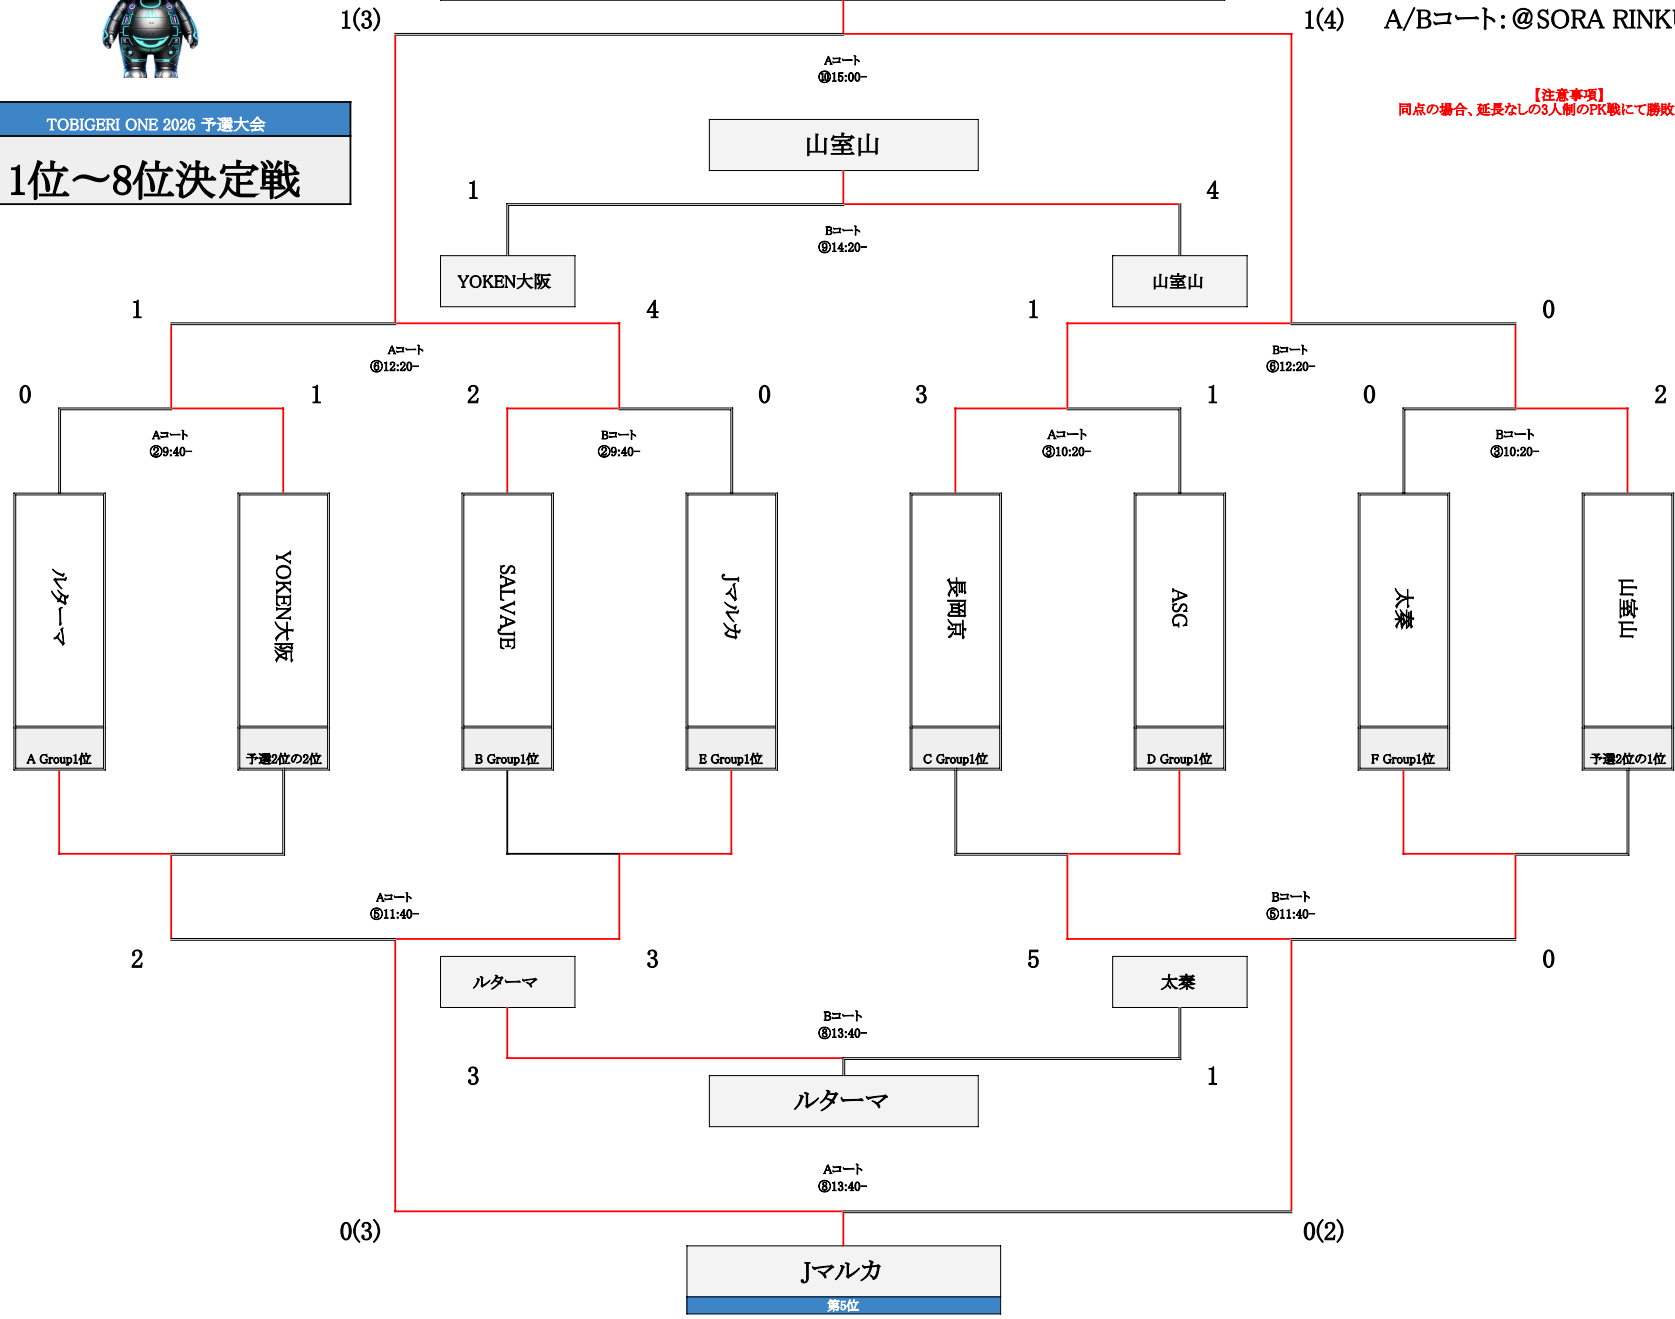 1(3)
1(4)
A/Bコート：@SORA RINK
Aコート
⑩15:00-
【注意事項】
同点の場合、延長なしの3人制のPK戦にて勝敗
TOBIGERI ONE 2026 予選大会
1位～8位決定戦
山室山
1
4
Bコート
⑨14:20-
YOKEN大阪
山室山
1
4
1
0
Aコート
⑥12:20-
Bコート
⑥12:20-
0
1
2
0
3
1
0
2
Aコート
②9:40-
Bコート
②9:40-
Aコート
③10:20-
Bコート
③10:20-
ルターマ
YOKEN大阪
SALVAJE
Jマルカ
長岡京
ASG
太秦
山室山
A Group1位
予選2位の2位
B Group1位
E Group1位
C Group1位
D Group1位
F Group1位
予選2位の1位
Aコート
⑤11:40-
Bコート
⑤11:40-
2
3
5
0
ルターマ
太秦
Bコート
⑧13:40-
3
1
ルターマ
Aコート
⑧13:40-
0(3)
0(2)
Jマルカ
第5位